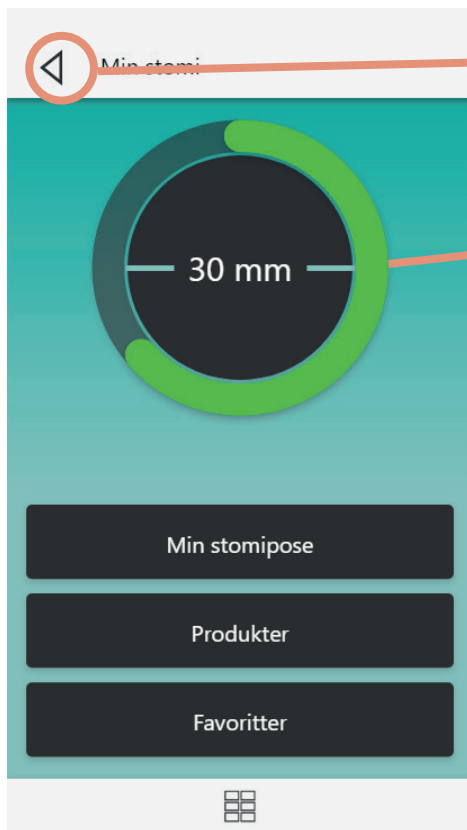 Min stomi
30 mm
Min stomipose
Produkter
Favoritter